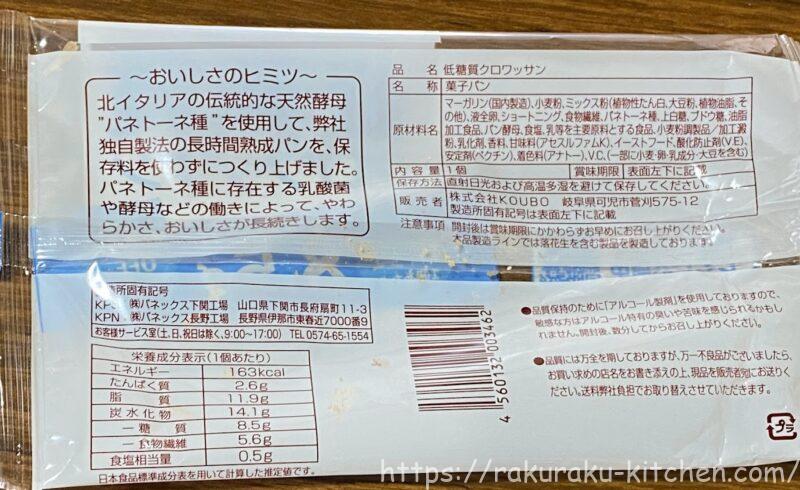 ～おいしさのヒミツ～
北イタリアの伝統的な天然酵母
"パネトーネ種"を使用して、弊社
独自製法の長時間熟成パンを、保
存料を使わずにつくり上げました。
パネトーネ種に存在する乳酸菌
や酵母などの働きによって、やわ
らかさ、おいしさが長続きします。
品名 低糖質クロワッサン
名称 菓子パン
原材料名 マーガリン(国内製造)、小麦粉、ミックス粉(植物性たん白、大豆粉、植物油脂、そ
の他)、液全卵、ショートニング、食物繊維、パネトーネ種、上白糖、ブドウ糖、油脂
加工食品、パン酵母、食塩、乳等を主要原料とする食品、小麦粉調製品/加工澱
粉、乳化剤、香料、甘味料(アセスルファムK)、イーストフード、酸化防止剤(V.E)、
安定剤(ペクチン)、着色料(アナトー)、V.C、(一部に小麦・卵・乳成分・大豆を含む)
内容量 1個 賞味期限 表面左下に記載
保存方法 直射日光および高温多湿を避けて保存してください。
販売者 株式会社KOUBO 岐阜県可児市菅刈575-12
製造所固有記号は表面左下に記載
注意事項 開封後は賞味期限にかかわらずお早めにお召し上がりください。
本品製造ラインでは落花生を含む製品を製造しております。
所固有記号
KPS ㈱パネックス下関工場 山口県下関市長府扇町11-3
KPN ㈱パネックス長野工場 長野県伊那市東春近7000番9
お客様サービス室(土、日、祝日は除く、9:00～17:00) TEL 0574-65-1554
栄養成分表示(1個あたり)
エネルギー 163kcal
たんぱく質 2.6g
脂質 11.9g
炭水化物 14.1g
－糖質 8.5g
－食物繊維 5.6g
食塩相当量 0.5g
日本食品標準成分表を用いて計算した推定値です。
4 560132 003462
●品質保持のために「アルコール製剤」を使用しておりますので、
敏感な方はアルコール特有の臭いや苦味を感じられるかもし
れません。開封後、数分してからお召し上がりください。
●品質には万全を期しておりますが、万一不良品がございましたら、
お買い求めの店名をお書き添えの上、現品を販売者宛にお送りく
ださい。送料弊社負担でお取り替えさせていただきます。
プラ
https://rakuraku-kitchen.com/